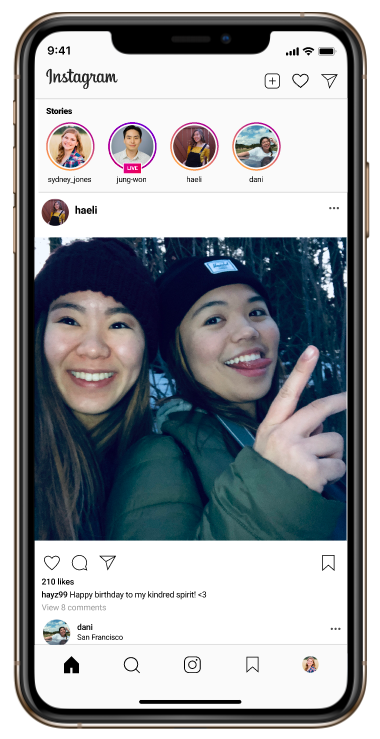 9:41
Instagram
Stories
LIVE
sydney_jones jung-won haeli dani
haeli
210 likes
hayz99 Happy birthday to my kindred spirit! <3
View 8 comments
dani
San Francisco